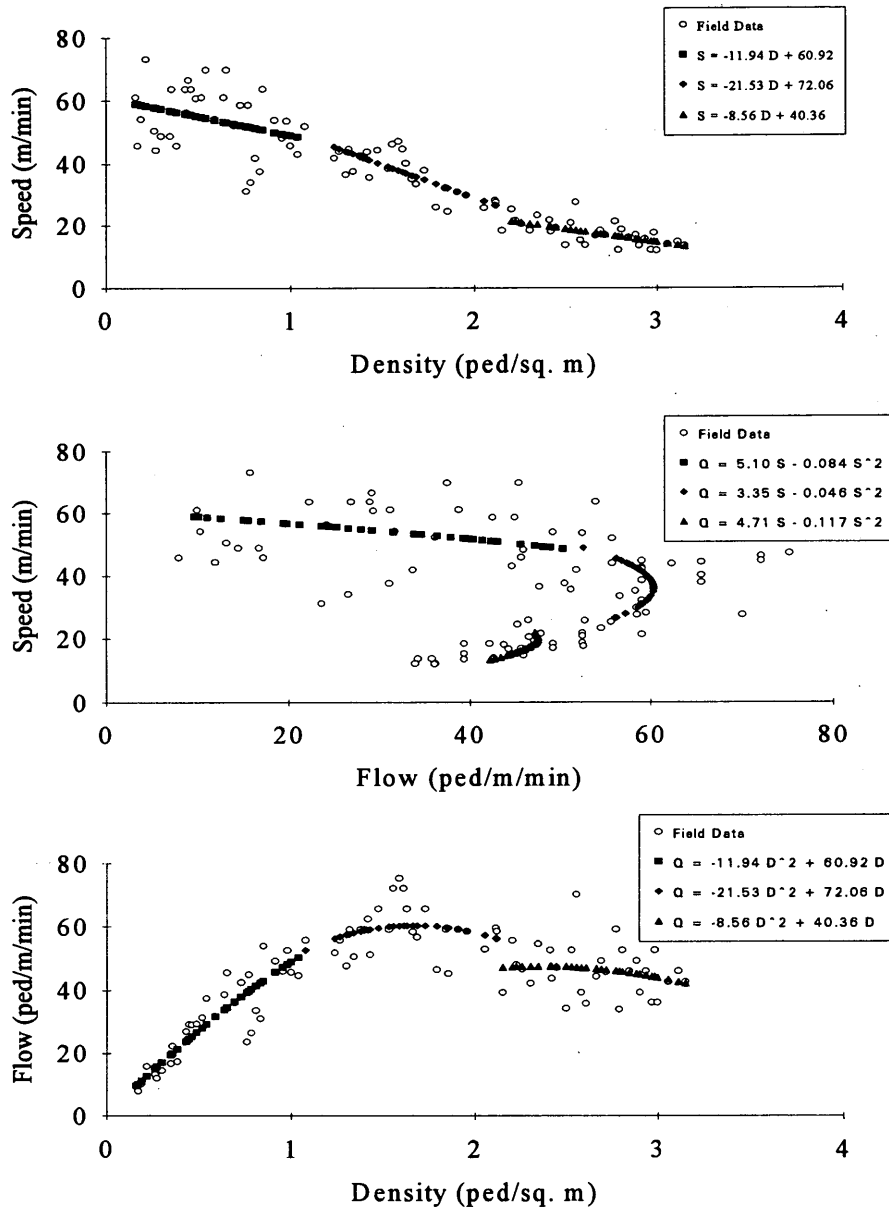 80
60
40
20
0
Speed (m/min)
0 1 2 3 4
Density (ped/sq. m)
Field Data
S = -11.94 D + 60.92
S = -21.53 D + 72.06
S = -8.56 D + 40.36
80
60
40
20
0
Speed (m/min)
0 20 40 60 80
Flow (ped/m/min)
Field Data
Q = 5.10 S - 0.084 S^2
Q = 3.35 S - 0.046 S^2
Q = 4.71 S - 0.117 S^2
80
60
40
20
0
Flow (ped/m/min)
0 1 2 3 4
Density (ped/sq. m)
Field Data
Q = -11.94 D^2 + 60.92 D
Q = -21.53 D^2 + 72.06 D
Q = -8.56 D^2 + 40.36 D